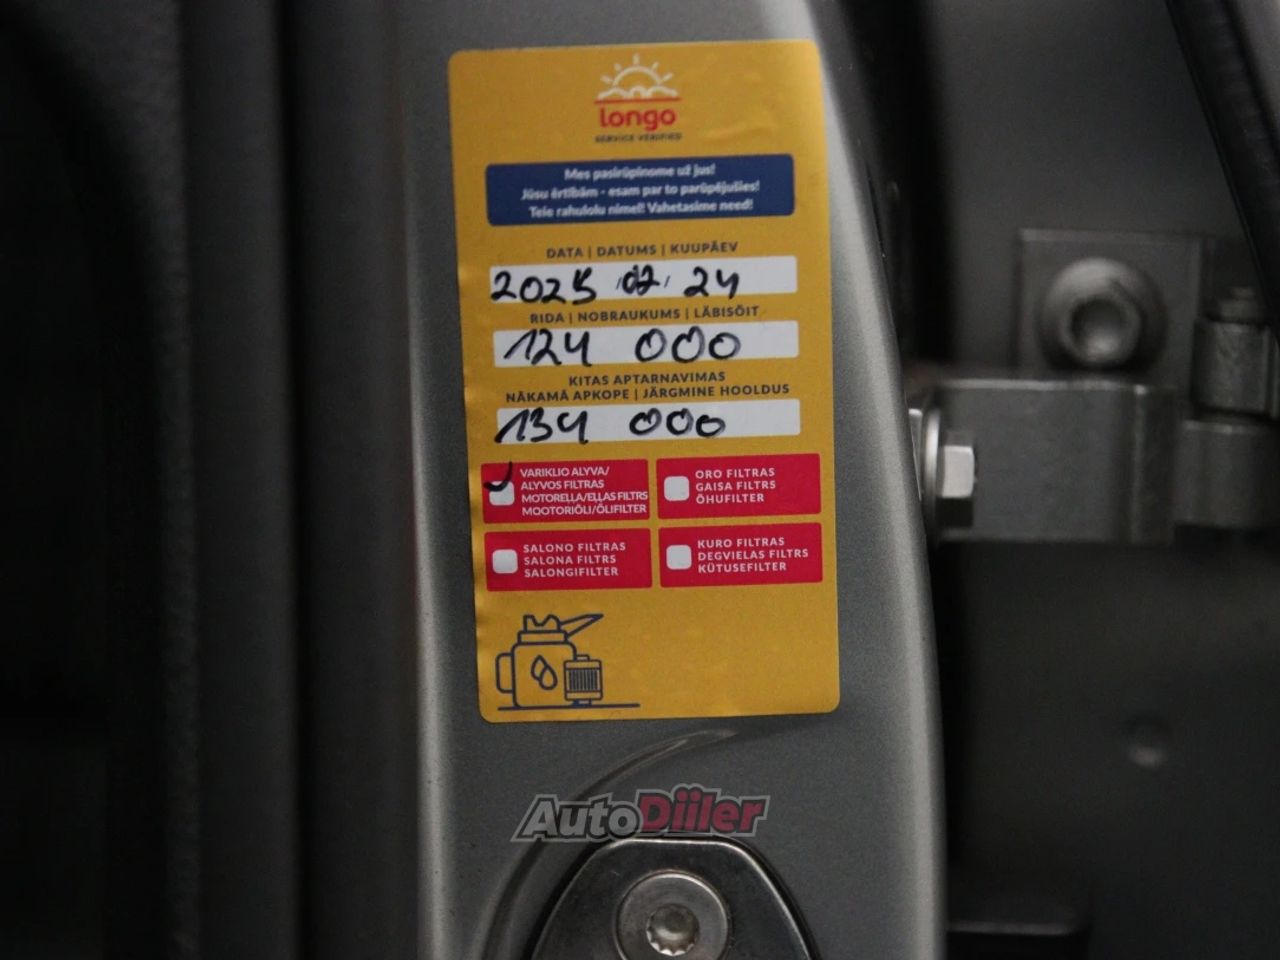 longo
SERVICE VERIFIED
Mes pasirūpinome už jus!
Jūsu ērtībām - esam par to parūpējušies!
Teie rahulolu nimel! Vahetasime need!
DATA | DATUMS | KUUPÄEV
2025.02.24
RIDA | NOBRAUKUMS | LÄBISÕIT
124 000
KITAS APTARNAVIMAS
NĀKAMĀ APKOPE | JÄRGMINE HOOLDUS
134 000
VARIKLIO ALYVA/
ALYVOS FILTRAS
MOTORELLA/ELLAS FILTRS
MOOTORIÕLI/ÕLIFILTER
ORO FILTRAS
GAISA FILTRS
ÕHUFILTER
SALONO FILTRAS
SALONA FILTRS
SALONGIFILTER
KURO FILTRAS
DEGVIELAS FILTRS
KÜTUSEFILTER
AutoDiiler